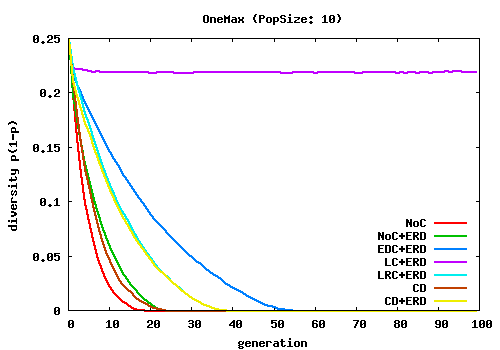 OneMax (PopSize: 10)
0.25
0.2
0.15
0.1
0.05
0
diversity p(1-p)
NoC
NoC+ERD
EDC+ERD
LC+ERD
LRC+ERD
CD
CD+ERD
0 10 20 30 40 50 60 70 80 90 100
generation